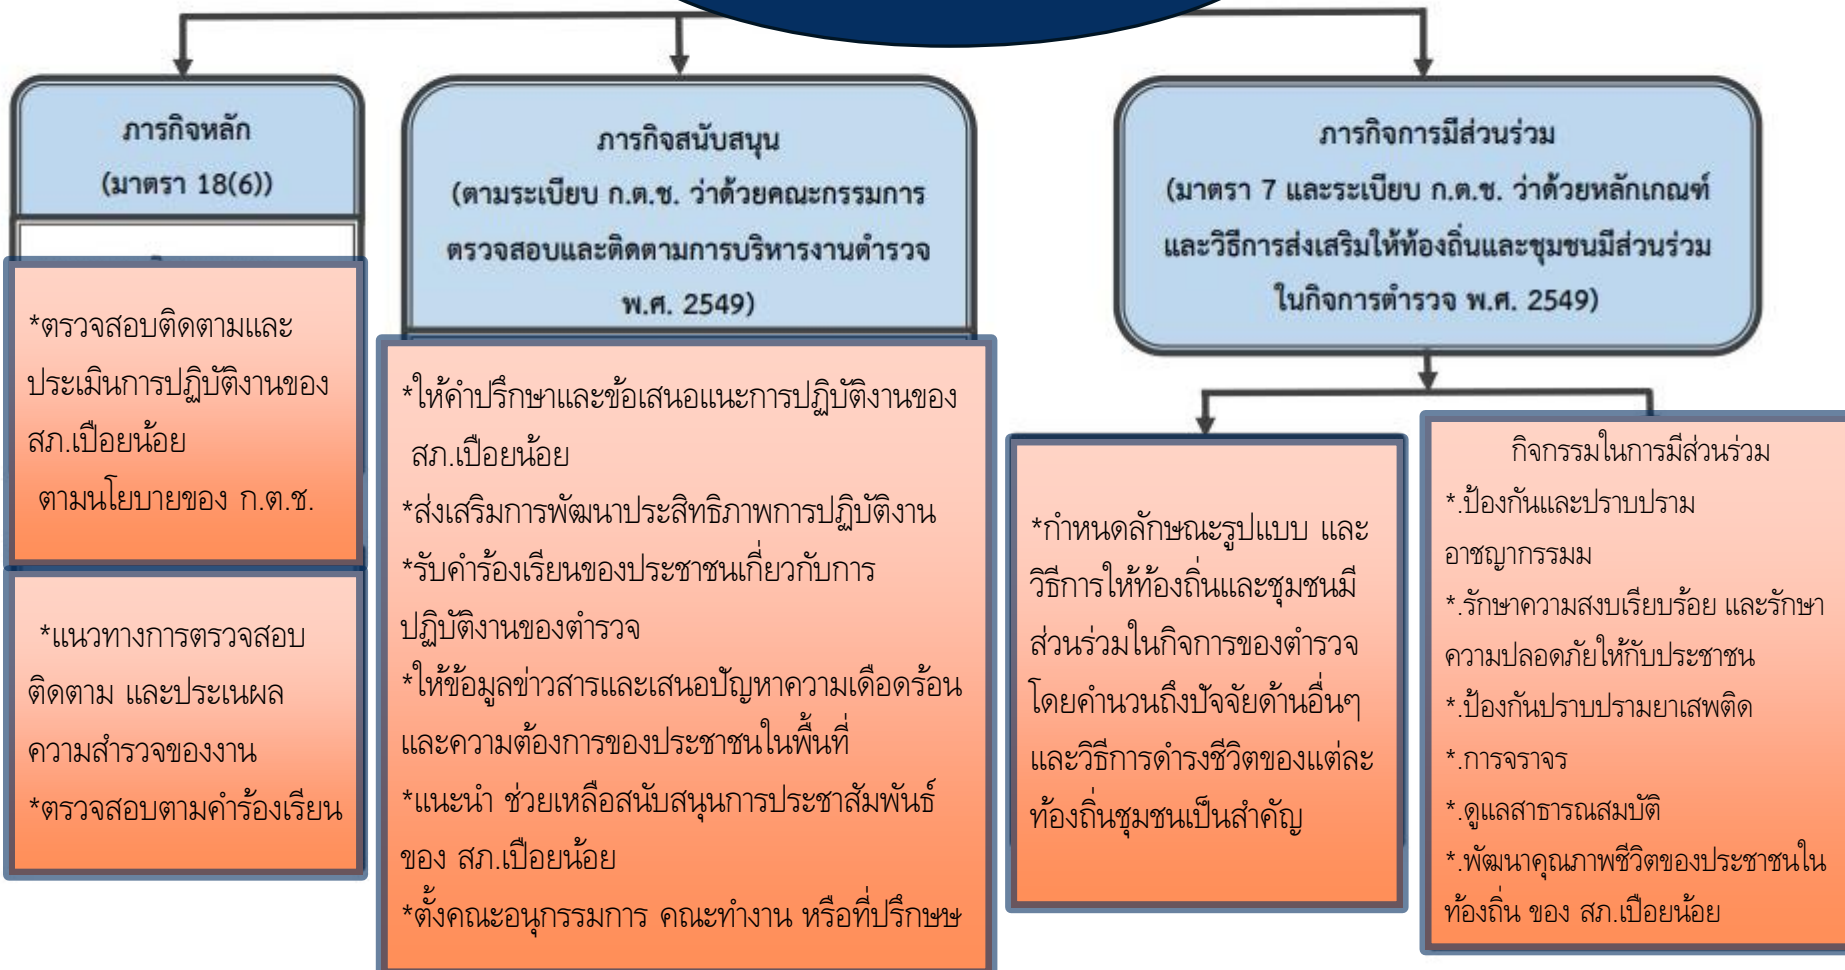 ภารกิจหลัก
(มาตรา 18(6))
*ตรวจสอบติดตามและ
ประเมินการปฏิบัติงานของ
สภ.เปือยน้อย
ตามนโยบายของ ก.ต.ช.
*แนวทางการตรวจสอบ
ติดตาม และประเนผล
ความสำรวจของงาน
*ตรวจสอบตามคำร้องเรียน
ภารกิจสนับสนุน
(ตามระเบียบ ก.ต.ช. ว่าด้วยคณะกรรมการ
ตรวจสอบและติดตามการบริหารงานตำรวจ
พ.ศ. 2549)
*ให้คำปรึกษาและข้อเสนอแนะการปฏิบัติงานของ
สภ.เปือยน้อย
*ส่งเสริมการพัฒนาประสิทธิภาพการปฏิบัติงาน
*รับคำร้องเรียนของประชาชนเกี่ยวกับการ
ปฏิบัติงานของตำรวจ
*ให้ข้อมูลข่าวสารและเสนอปัญหาความเดือดร้อน
และความต้องการของประชาชนในพื้นที่
*แนะนำ ช่วยเหลือสนับสนุนการประชาสัมพันธ์
ของ สภ.เปือยน้อย
*ตั้งคณะอนุกรรมการ คณะทำงาน หรือที่ปรึกษษ
ภารกิจการมีส่วนร่วม
(มาตรา 7 และระเบียบ ก.ต.ช. ว่าด้วยหลักเกณฑ์
และวิธีการส่งเสริมให้ท้องถิ่นและชุมชนมีส่วนร่วม
ในกิจการตำรวจ พ.ศ. 2549)
*กำหนดลักษณะรูปแบบ และ
วิธีการให้ท้องถิ่นและชุมชนมี
ส่วนร่วมในกิจการของตำรวจ
โดยคำนวนถึงปัจจัยด้านอื่นๆ
และวิธีการดำรงชีวิตของแต่ละ
ท้องถิ่นชุมชนเป็นสำคัญ
กิจกรรมในการมีส่วนร่วม
*.ป้องกันและปราบปราม
อาชญากรรมม
*.รักษาความสงบเรียบร้อย และรักษา
ความปลอดภัยให้กับประชาชน
*.ป้องกันปราบปรามยาเสพติด
*.การจราจร
*.ดูแลสาธารณสมบัติ
*.พัฒนาคุณภาพชีวิตของประชาชนใน
ท้องถิ่น ของ สภ.เปือยน้อย